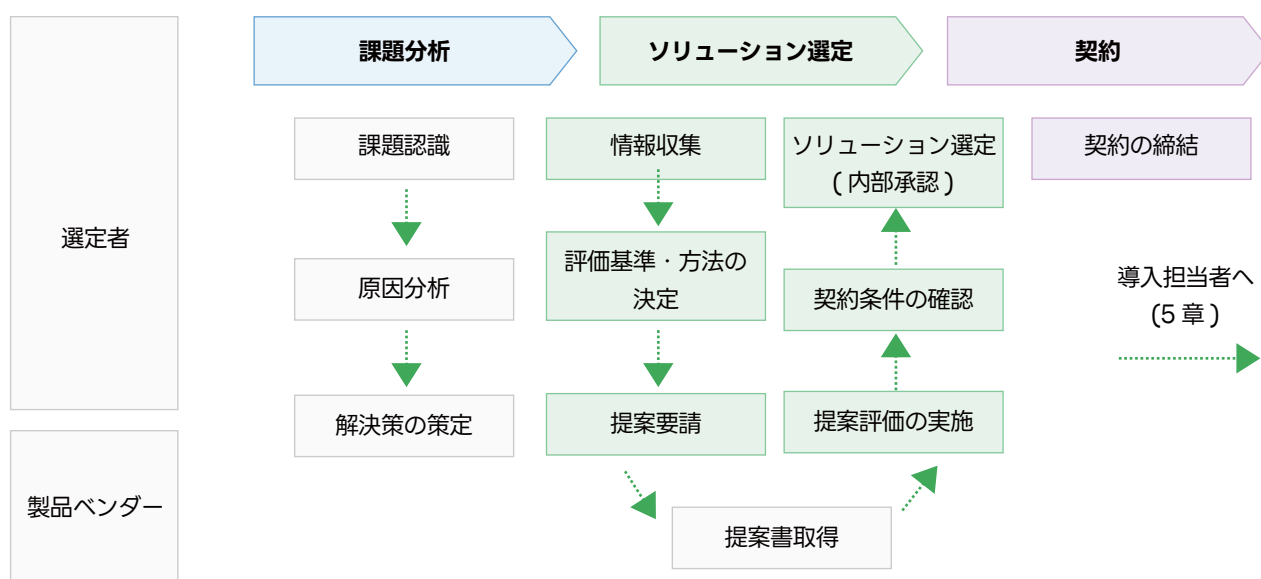 課題分析
ソリューション選定
契約
選定者
課題認識
原因分析
解決策の策定
情報収集
評価基準・方法の
決定
提案要請
ソリューション選定
( 内部承認 )
契約条件の確認
提案評価の実施
契約の締結
導入担当者へ
(5 章 )
製品ベンダー
提案書取得